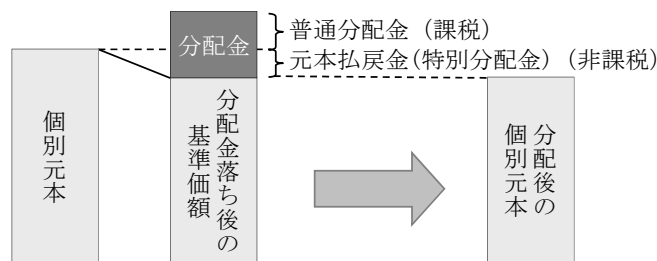 普通分配金（課税）
分配金
元本払戻金(特別分配金)（非課税）
個別元本
分配金落ち後の
基準価額
分配後の
個別元本